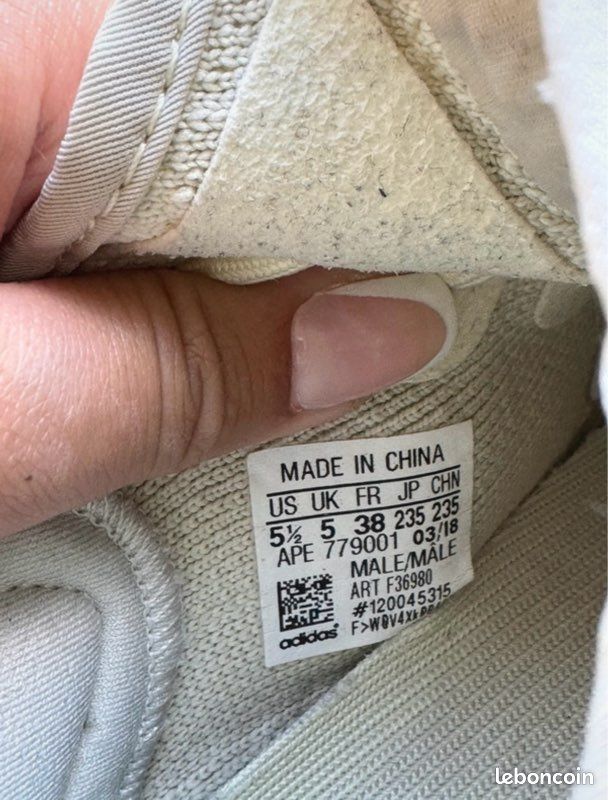 MADE IN CHINA
US UK FR JP CHN
5½ 5 38 235 235
APE 779001 03/18
MALE/MÂLE
ART F36980
#120045315
adidas
leboncoin